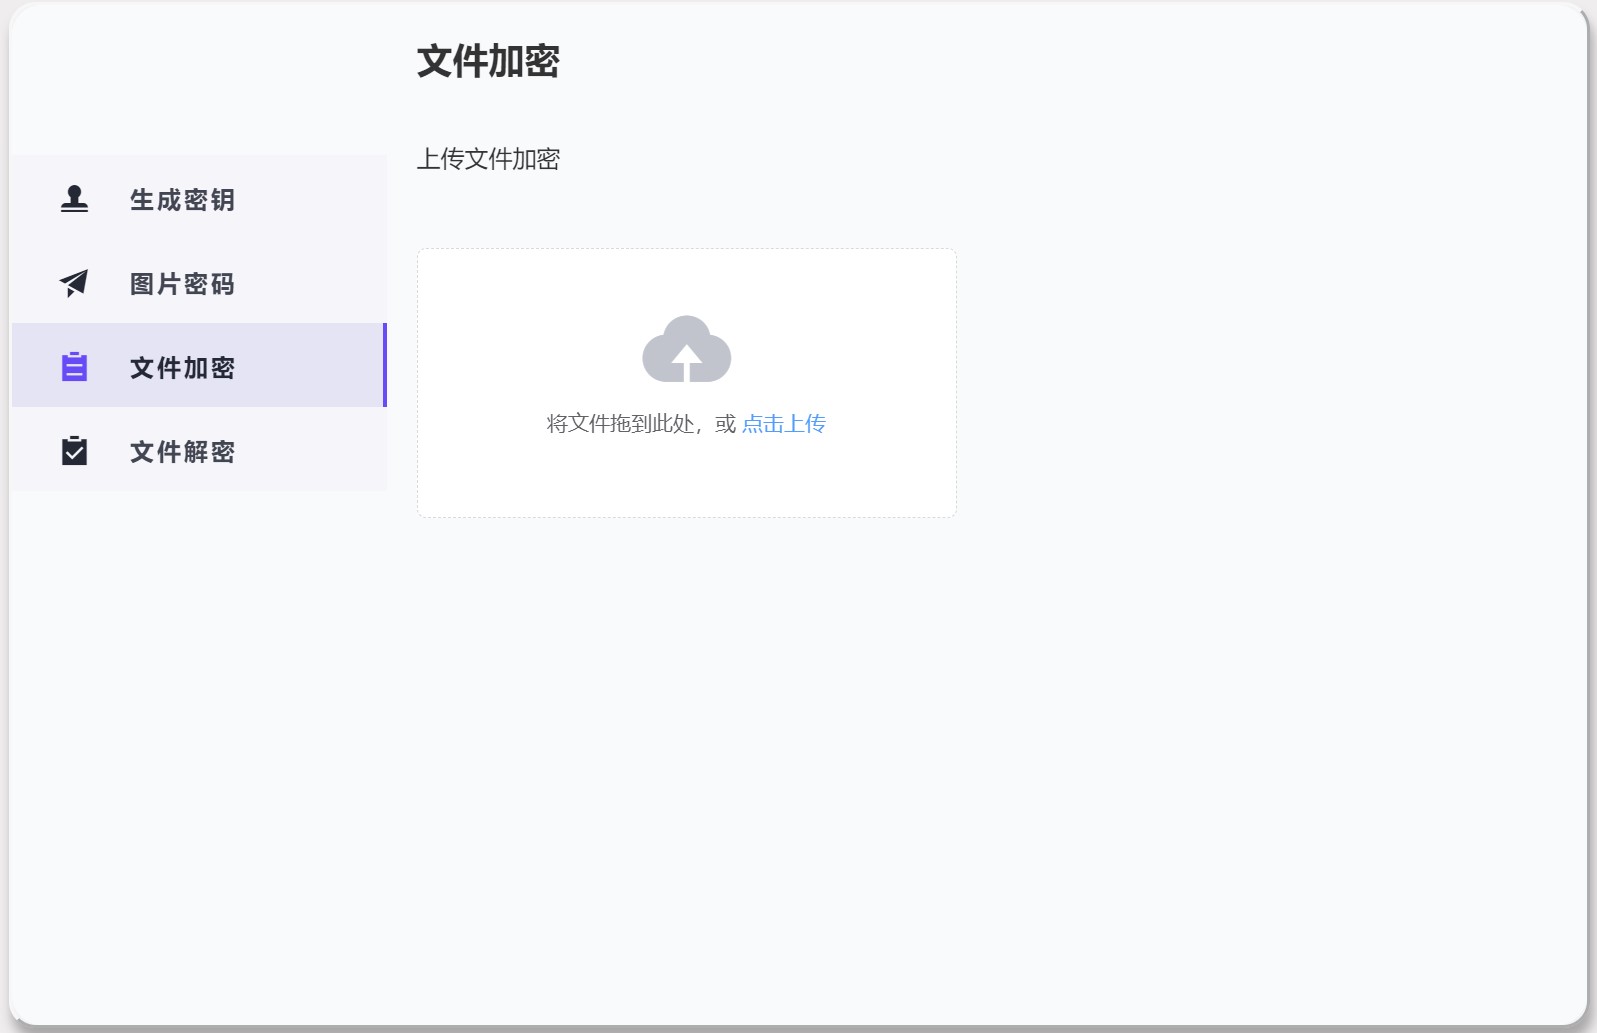 文件加密
上传文件加密
生成密钥
图片密码
文件加密
文件解密
将文件拖到此处，或 点击上传